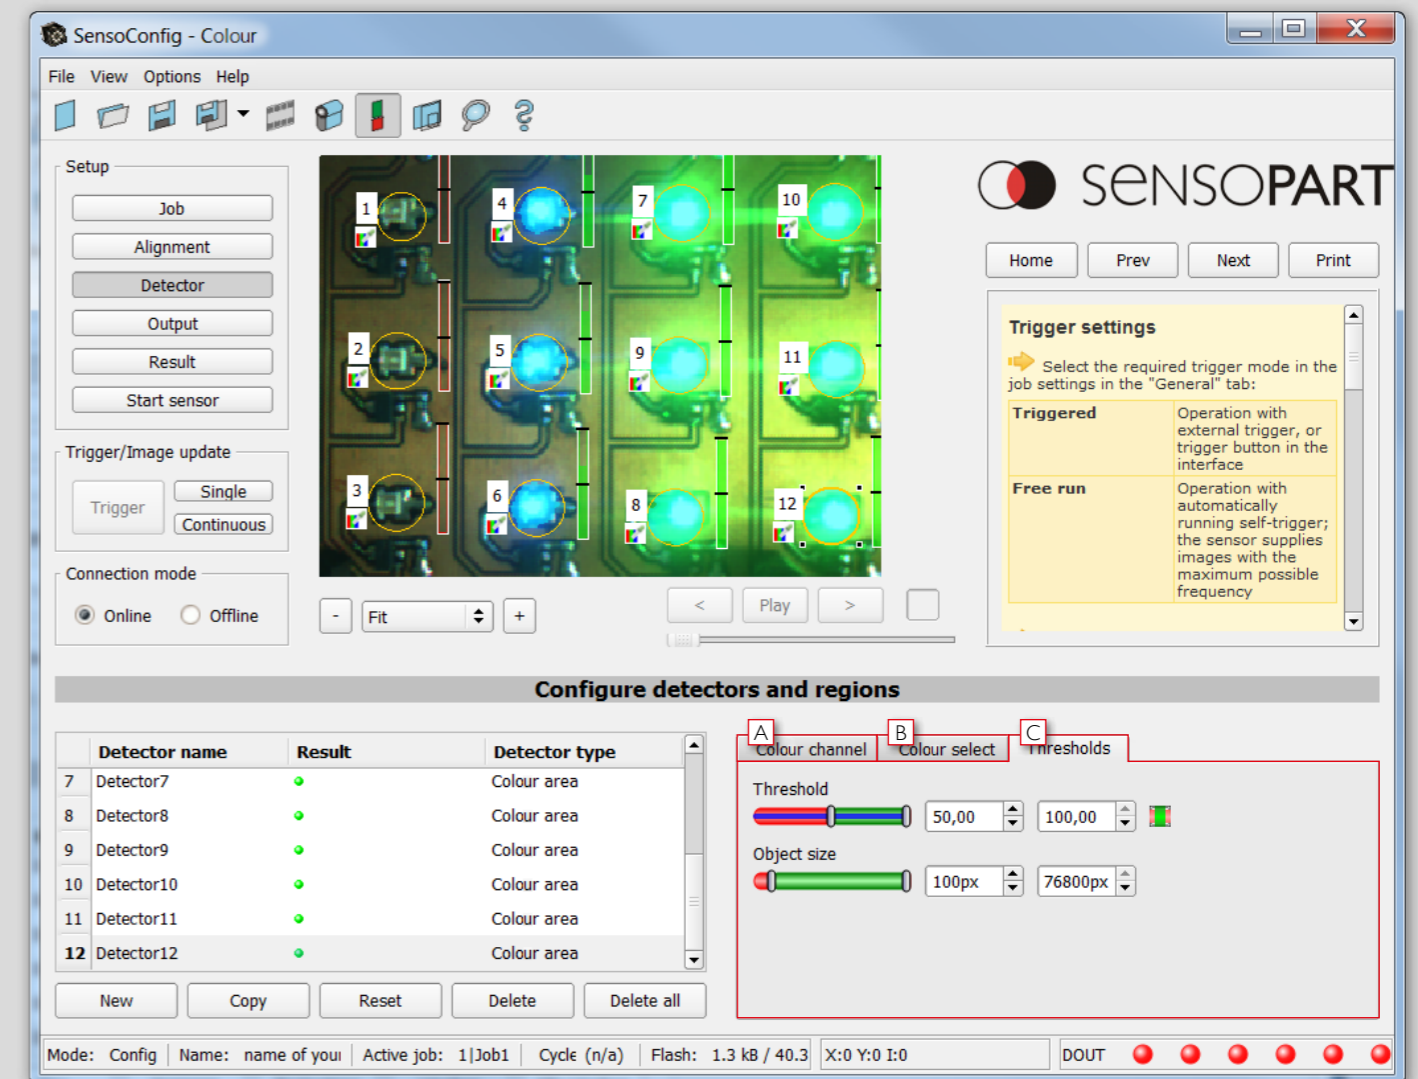 SensoConfig - Colour
File View Options Help
Setup
Job
Alignment
Detector
Output
Result
Start sensor
Trigger/Image update
Trigger
Single
Continuous
Connection mode
Online
Offline
1
4
7
10
2
5
9
11
3
6
8
12
-
Fit
+
<
Play
>
SENSOPART
Home
Prev
Next
Print
Trigger settings
Select the required trigger mode in the
job settings in the "General" tab:
Triggered
Operation with
external trigger, or
trigger button in the
interface
Free run
Operation with
automatically
running self-trigger;
the sensor supplies
images with the
maximum possible
frequency
Configure detectors and regions
Detector name Result Detector type
7 Detector7 Colour area
8 Detector8 Colour area
9 Detector9 Colour area
10 Detector10 Colour area
11 Detector11 Colour area
12 Detector12 Colour area
New
Copy
Reset
Delete
Delete all
A
B
C
Colour channel
Colour select
Thresholds
Threshold
50,00
100,00
Object size
100px
76800px
Mode: Config Name: name of your Active job: 1|Job1 Cycle (n/a) Flash: 1.3 kB / 40.3 X:0 Y:0 I:0 DOUT